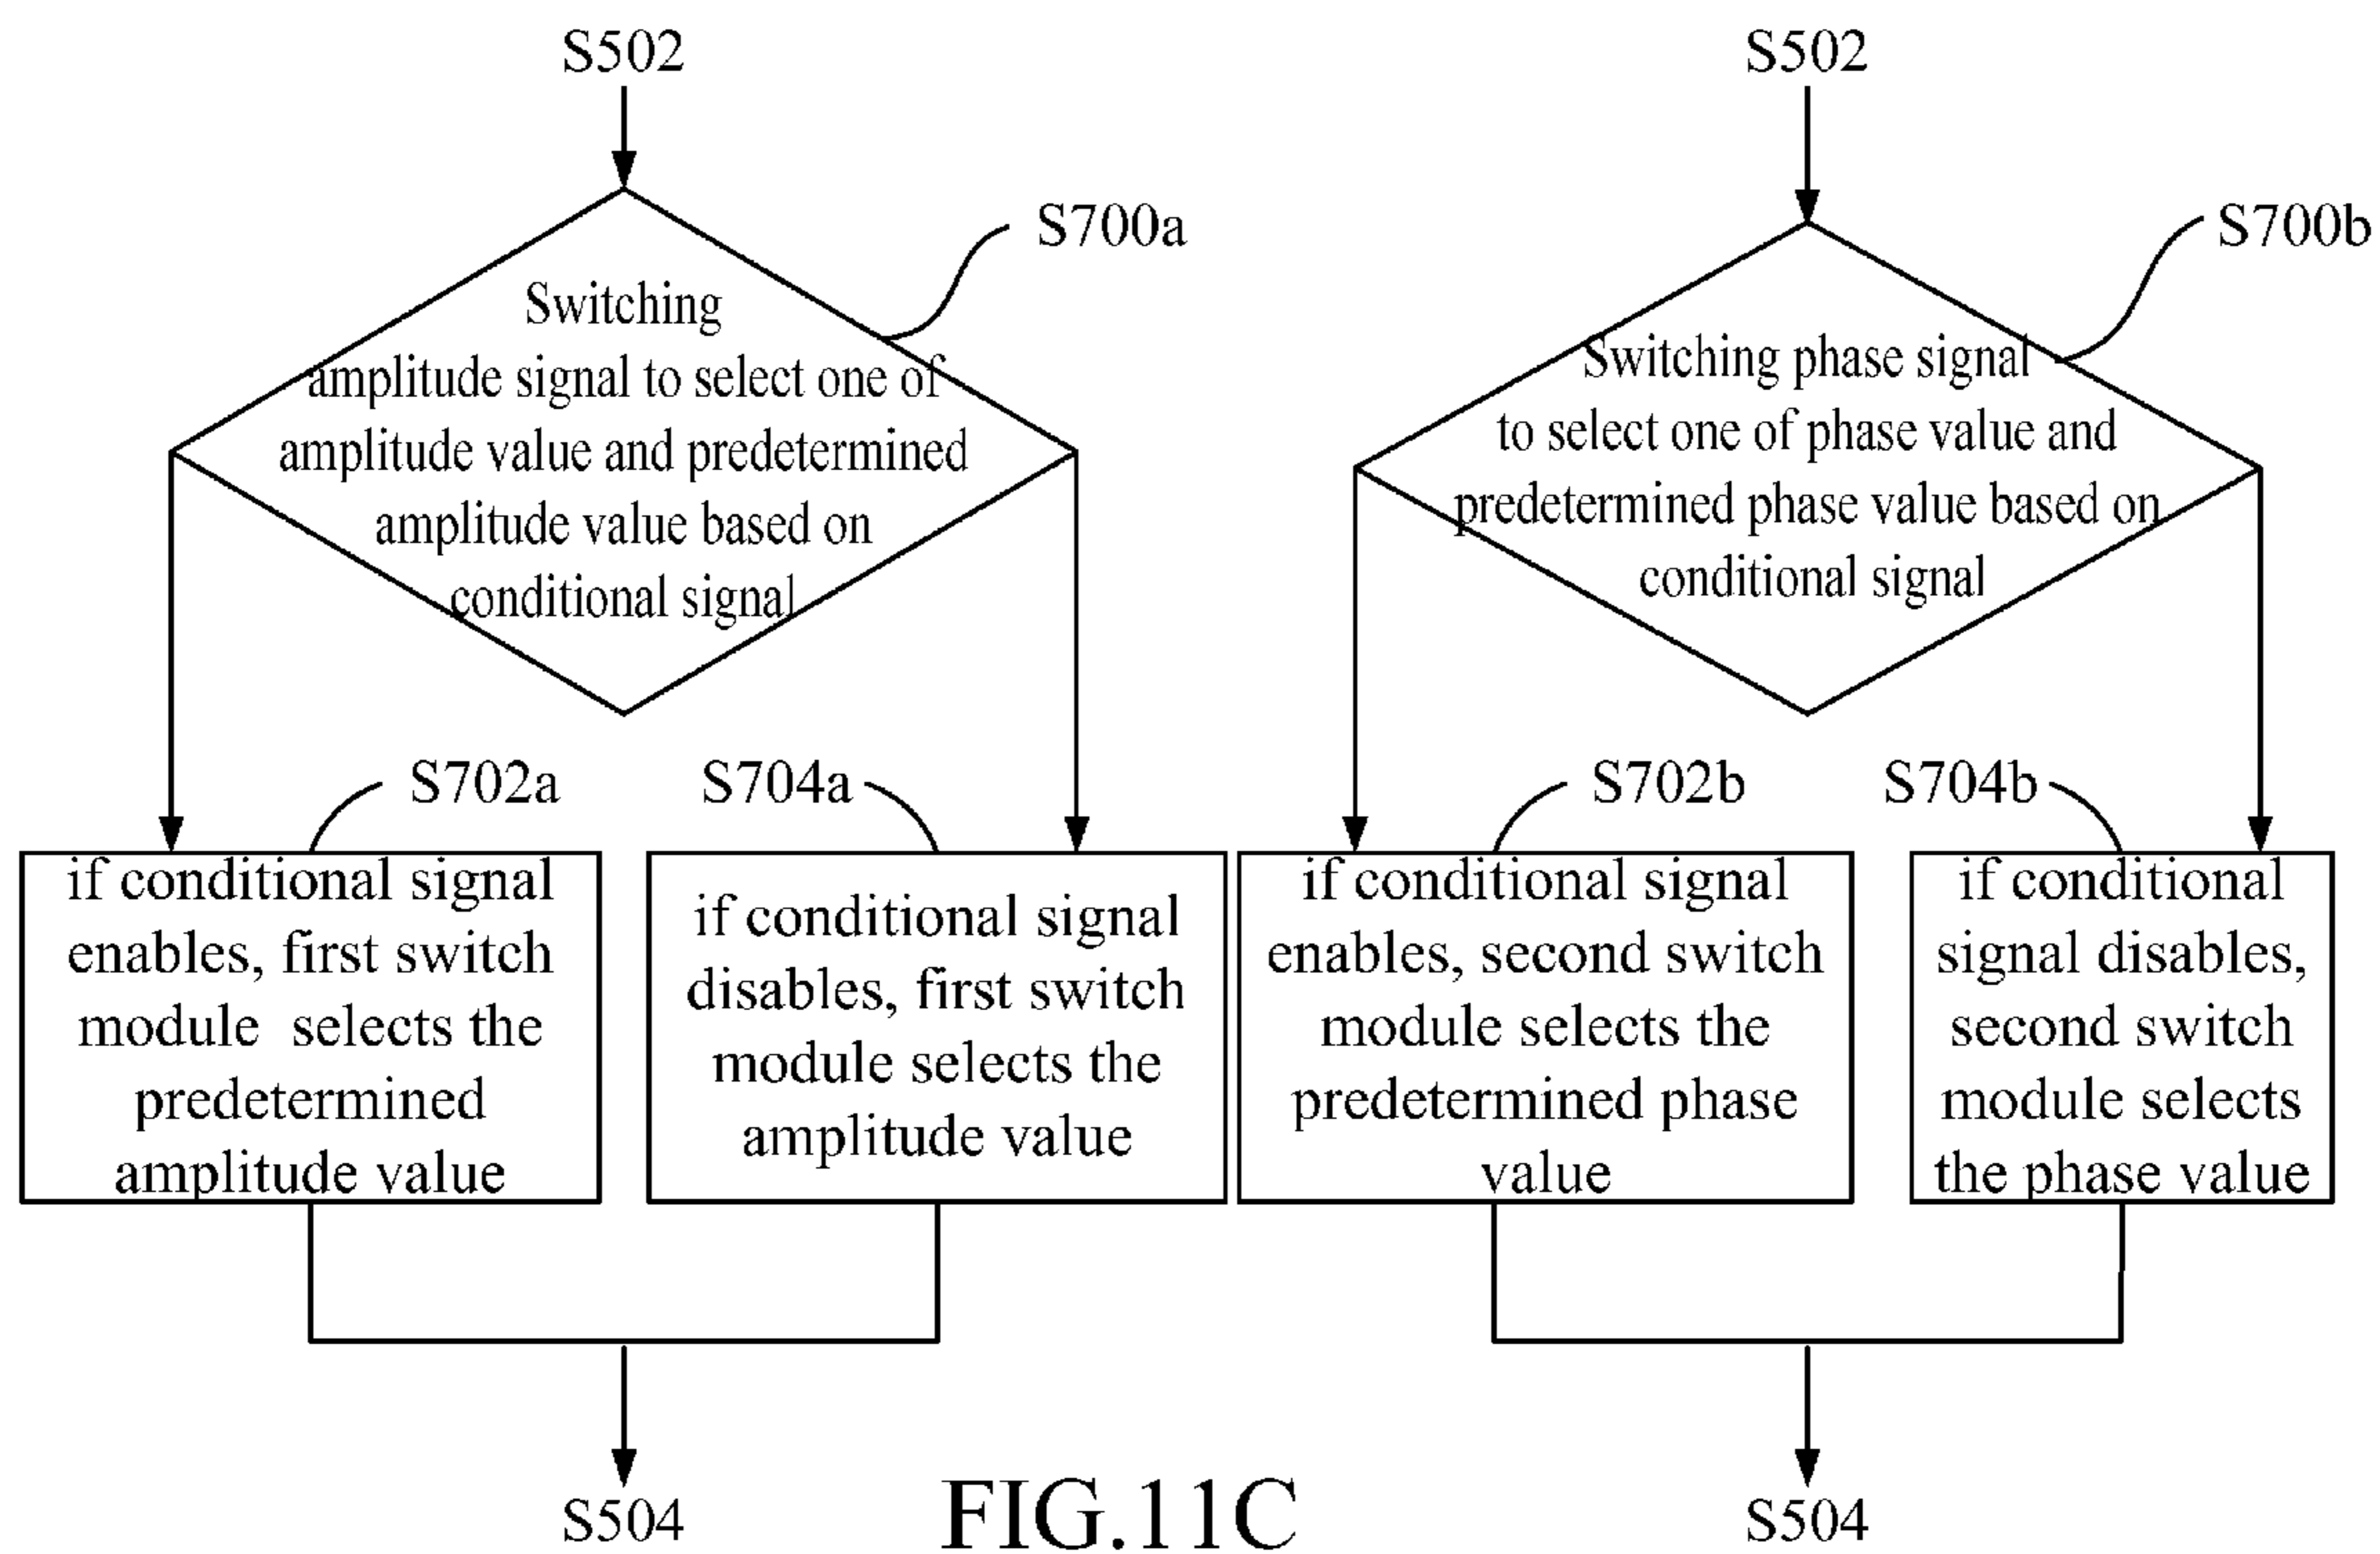 S502
S700a
Switching
amplitude signal to select one of
amplitude value and predetermined
amplitude value based on
conditional signal
S702a
if conditional signal
enables, first switch
module selects the
predetermined
amplitude value
S704a
if conditional signal
disables, first switch
module selects the
amplitude value
S504
S502
S700b
Switching phase signal
to select one of phase value and
predetermined phase value based on
conditional signal
S702b
if conditional signal
enables, second switch
module selects the
predetermined phase
value
S704b
if conditional
signal disables,
second switch
module selects
the phase value
S504
FIG.11C